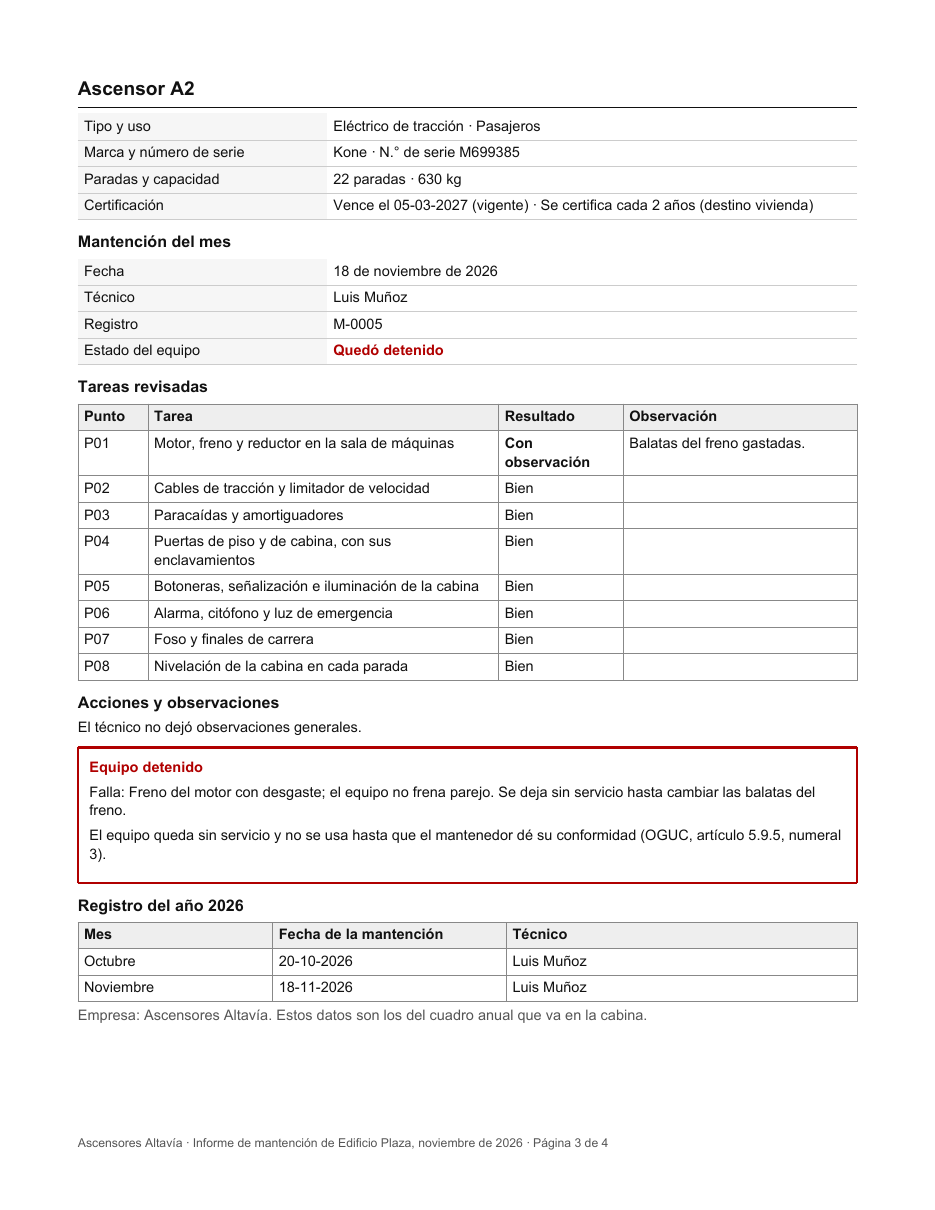 Ascensor A2
Tipo y uso Eléctrico de tracción · Pasajeros
Marca y número de serie Kone · N.° de serie M699385
Paradas y capacidad 22 paradas · 630 kg
Certificación Vence el 05-03-2027 (vigente) · Se certifica cada 2 años (destino vivienda)
Mantención del mes
Fecha 18 de noviembre de 2026
Técnico Luis Muñoz
Registro M-0005
Estado del equipo Quedó detenido
Tareas revisadas
Punto Tarea Resultado Observación
P01 Motor, freno y reductor en la sala de máquinas Con Balatas del freno gastadas.
observación
P02 Cables de tracción y limitador de velocidad Bien
P03 Paracaídas y amortiguadores Bien
P04 Puertas de piso y de cabina, con sus Bien
enclavamientos
P05 Botoneras, señalización e iluminación de la cabina Bien
P06 Alarma, citófono y luz de emergencia Bien
P07 Foso y finales de carrera Bien
P08 Nivelación de la cabina en cada parada Bien
Acciones y observaciones
El técnico no dejó observaciones generales.
Equipo detenido
Falla: Freno del motor con desgaste; el equipo no frena parejo. Se deja sin servicio hasta cambiar las balatas del
freno.
El equipo queda sin servicio y no se usa hasta que el mantenedor dé su conformidad (OGUC, artículo 5.9.5, numeral
3).
Registro del año 2026
Mes Fecha de la mantención Técnico
Octubre 20-10-2026 Luis Muñoz
Noviembre 18-11-2026 Luis Muñoz
Empresa: Ascensores Altavía. Estos datos son los del cuadro anual que va en la cabina.
Ascensores Altavía · Informe de mantención de Edificio Plaza, noviembre de 2026 · Página 3 de 4